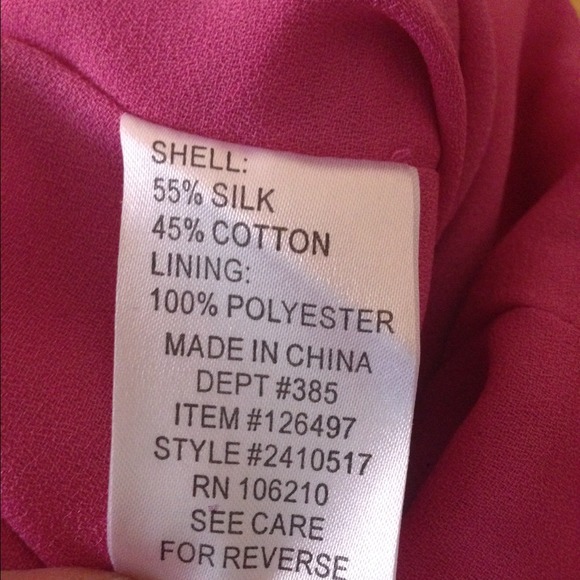 SHELL:
55% SILK
45% COTTON
LINING:
100% POLYESTER
MADE IN CHINA
DEPT #385
ITEM #126497
STYLE #2410517
RN 106210
SEE CARE
FOR REVERSE